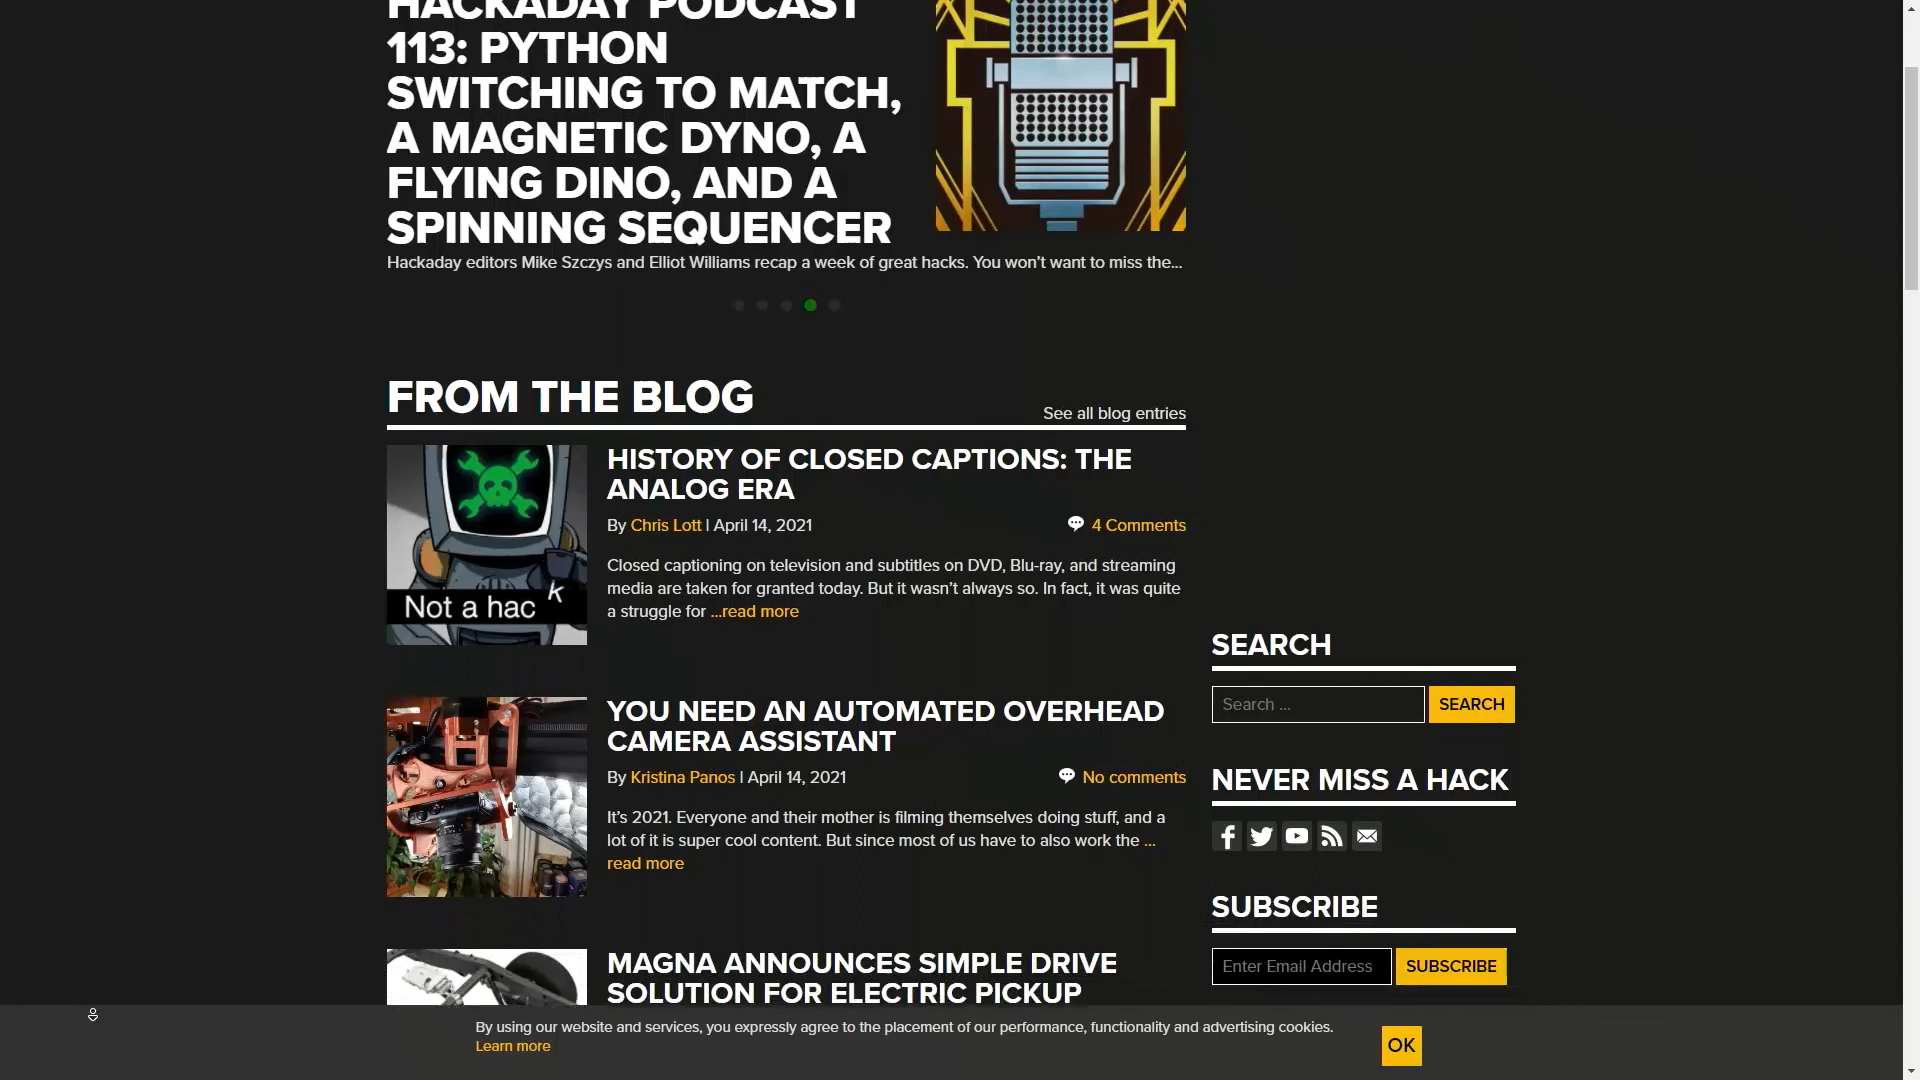 HACKADAY PODCAST
113: PYTHON
SWITCHING TO MATCH,
A MAGNETIC DYNO, A
FLYING DINO, AND A
SPINNING SEQUENCER
Hackaday editors Mike Szczys and Elliot Williams recap a week of great hacks. You won’t want to miss the...
FROM THE BLOG
See all blog entries
Not a hack
HISTORY OF CLOSED CAPTIONS: THE
ANALOG ERA
By Chris Lott | April 14, 2021
4 Comments
Closed captioning on television and subtitles on DVD, Blu-ray, and streaming
media are taken for granted today. But it wasn’t always so. In fact, it was quite
a struggle for ...read more
YOU NEED AN AUTOMATED OVERHEAD
CAMERA ASSISTANT
By Kristina Panos | April 14, 2021
No comments
It’s 2021. Everyone and their mother is filming themselves doing stuff, and a
lot of it is super cool content. But since most of us have to also work the ...
read more
MAGNA ANNOUNCES SIMPLE DRIVE
SOLUTION FOR ELECTRIC PICKUP
SEARCH
Search ...
SEARCH
NEVER MISS A HACK
SUBSCRIBE
Enter Email Address
SUBSCRIBE
By using our website and services, you expressly agree to the placement of our performance, functionality and advertising cookies.
Learn more
OK